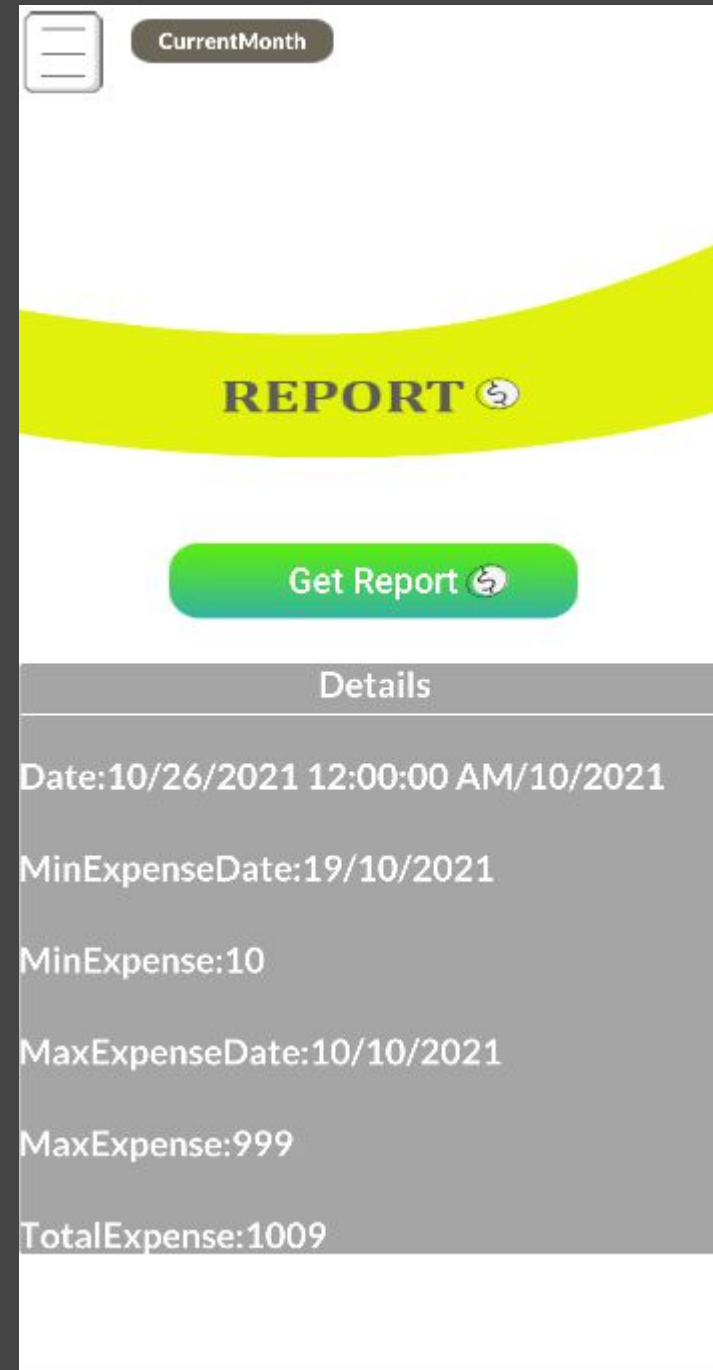 CurrentMonth
REPORT
Get Report
Details
Date:10/26/2021 12:00:00 AM/10/2021
MinExpenseDate:19/10/2021
MinExpense:10
MaxExpenseDate:10/10/2021
MaxExpense:999
TotalExpense:1009